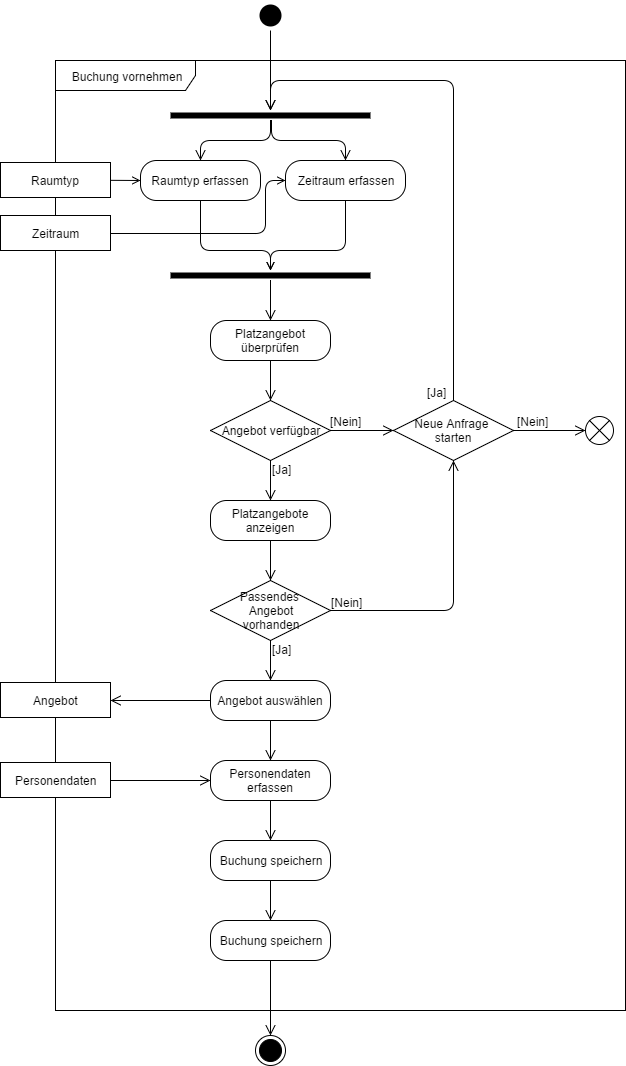 Buchung vornehmen
Raumtyp
Raumtyp erfassen
Zeitraum erfassen
Zeitraum
Platzangebot
überprüfen
Angebot verfügbar
[Nein]
[Ja]
Neue Anfrage
starten
[Nein]
[Ja]
Platzangebote
anzeigen
Passendes
Angebot
vorhanden
[Nein]
[Ja]
Angebot
Angebot auswählen
Personendaten
Personendaten
erfassen
Buchung speichern
Buchung speichern